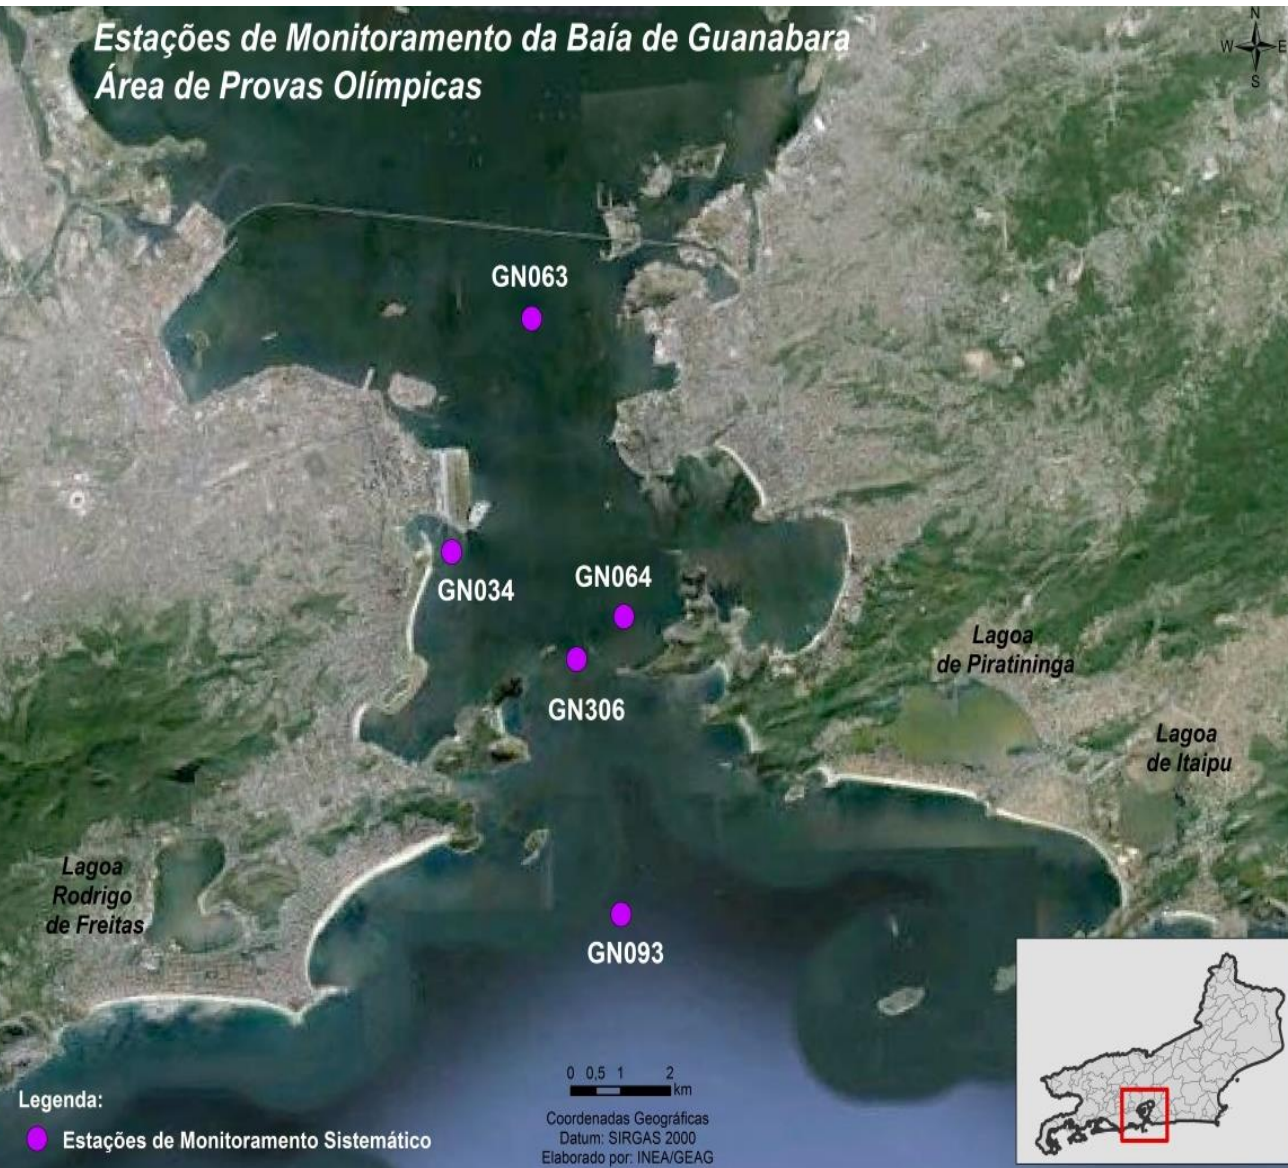 Estações de Monitoramento da Baía de Guanabara
Área de Provas Olímpicas
N
W E
S
GN063
GN034
GN064
GN306
Lagoa
de Piratininga
Lagoa
de Itaipu
Lagoa
Rodrigo
de Freitas
GN093
0 0,5 1 2
km
Coordenadas Geográficas
Datum: SIRGAS 2000
Elaborado por: INEA/GEAG
Legenda:
Estações de Monitoramento Sistemático